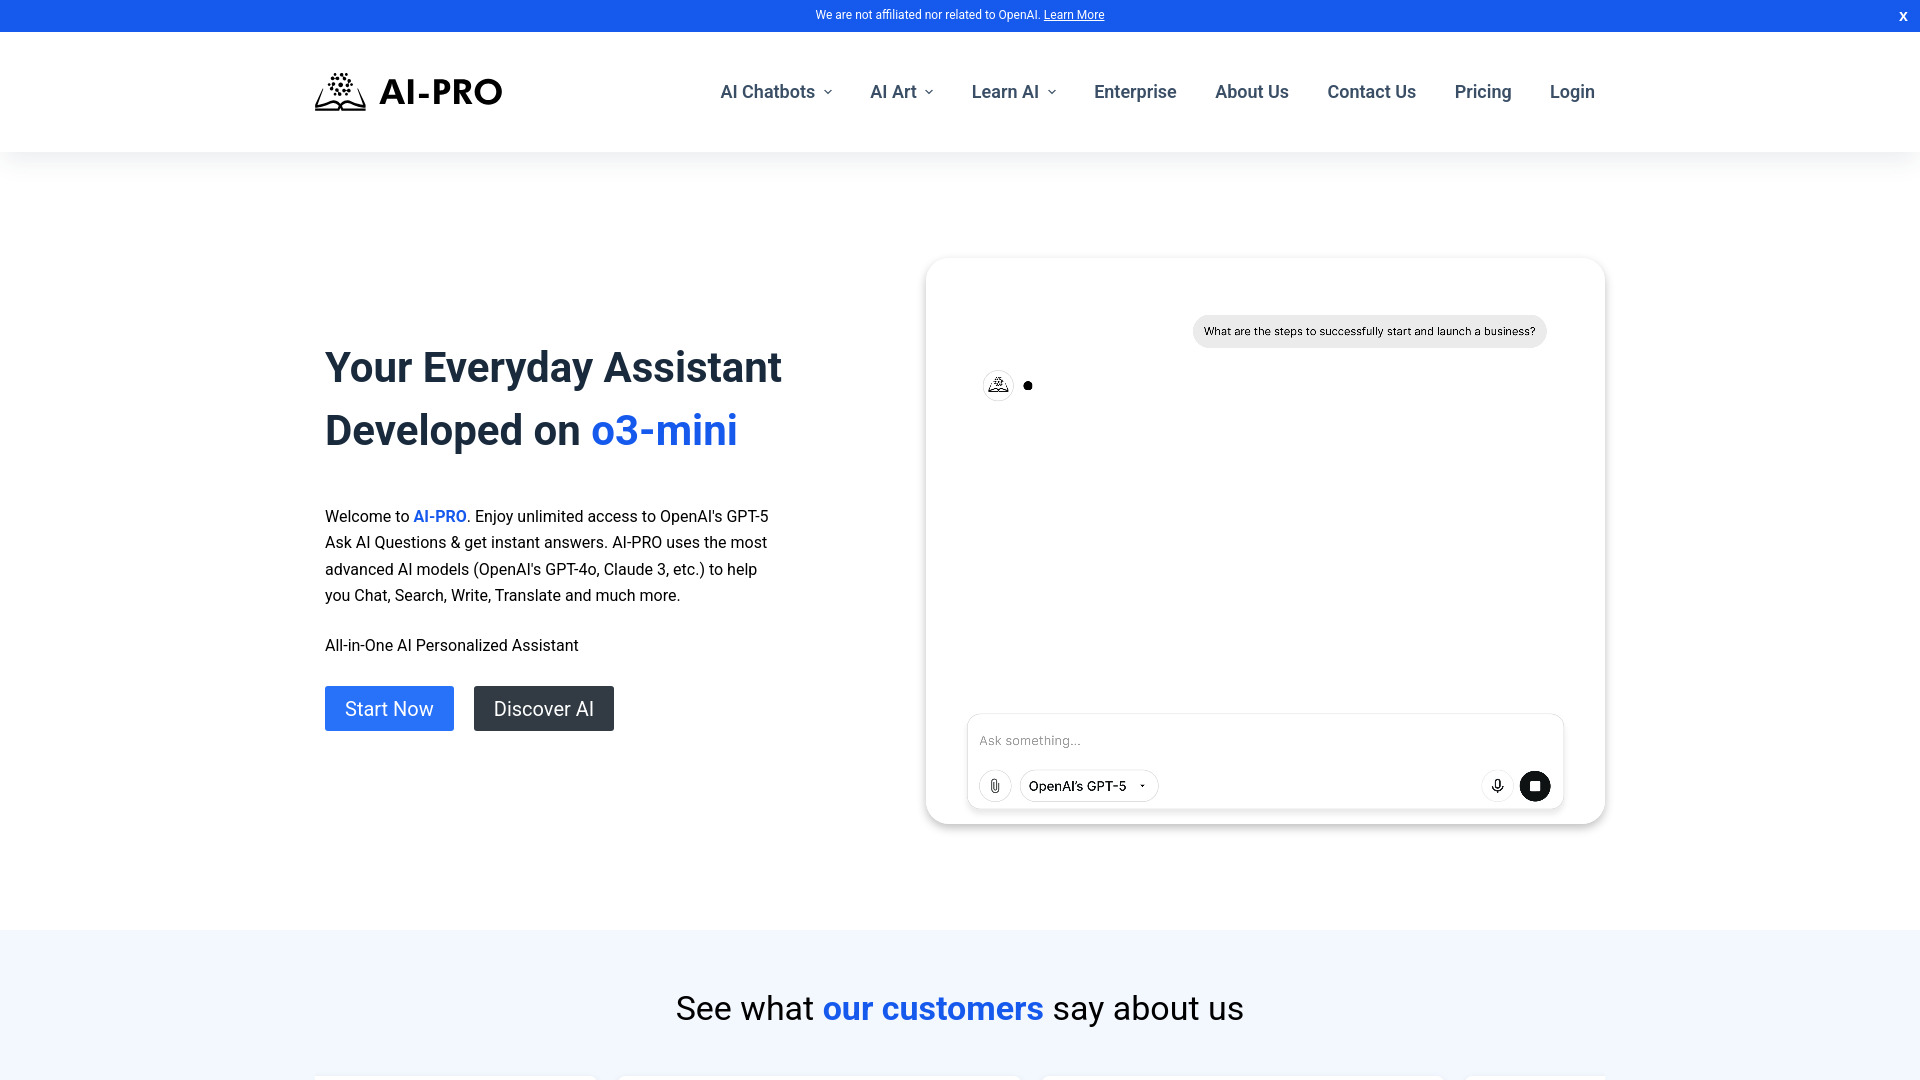 We are not affiliated nor related to OpenAI. Learn More
X
AI-PRO
AI Chatbots
AI Art
Learn AI
Enterprise
About Us
Contact Us
Pricing
Login
Your Everyday Assistant
Developed on o3-mini
Welcome to AI-PRO. Enjoy unlimited access to OpenAI's GPT-5
Ask AI Questions & get instant answers. AI-PRO uses the most
advanced AI models (OpenAI's GPT-4o, Claude 3, etc.) to help
you Chat, Search, Write, Translate and much more.
All-in-One AI Personalized Assistant
Start Now
Discover AI
What are the steps to successfully start and launch a business?
Ask something...
OpenAI's GPT-5
See what our customers say about us